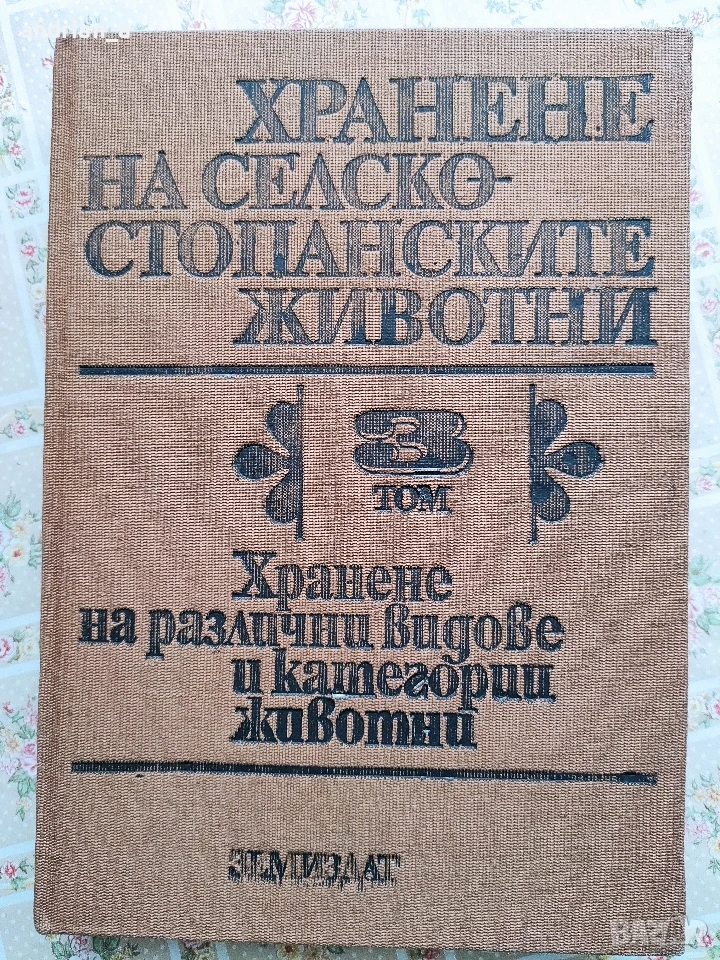 ХРАНЕНЕ
НА СЕЛСКО-
СТОПАНСКИТЕ
ЖИВОТНИ
3
ТОМ
Хранене
на различни видове
и категории
животни
ЗЕМИЗДАТ